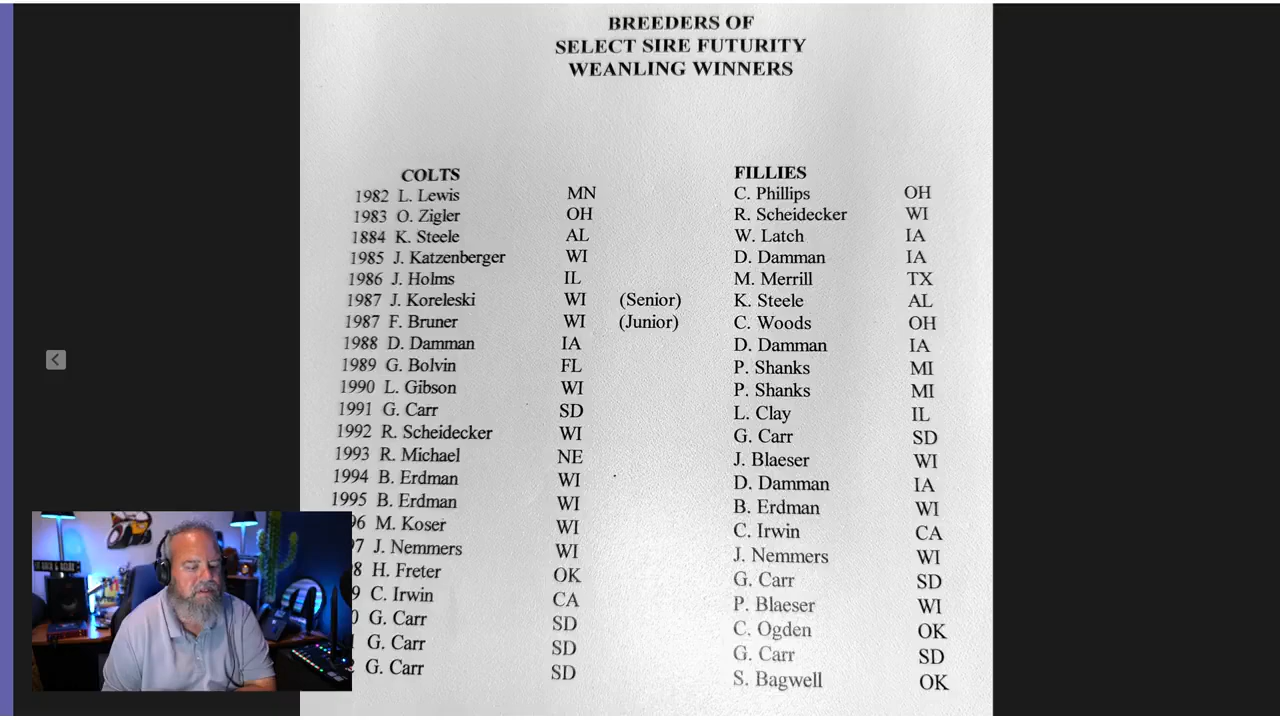 BREEDERS OF
SELECT SIRE FUTURITY
WEANLING WINNERS
COLTS FILLIES
1982 L. Lewis MN C. Phillips OH
1983 O. Zigler OH R. Scheidecker WI
1884 K. Steele AL W. Latch IA
1985 J. Katzenberger WI D. Damman IA
1986 J. Holms IL M. Merrill TX
1987 J. Koreleski WI (Senior) K. Steele AL
1987 F. Bruner WI (Junior) C. Woods OH
1988 D. Damman IA D. Damman IA
1989 G. Bolvin FL P. Shanks MI
1990 L. Gibson WI P. Shanks MI
1991 G. Carr SD L. Clay IL
1992 R. Scheidecker WI G. Carr SD
1993 R. Michael NE J. Blaeser WI
1994 B. Erdman WI D. Damman IA
1995 B. Erdman WI B. Erdman WI
6 M. Koser WI C. Irwin CA
7 J. Nemmers WI J. Nemmers WI
8 H. Freter OK G. Carr SD
9 C. Irwin CA P. Blaeser WI
G. Carr SD C. Ogden OK
G. Carr SD G. Carr SD
G. Carr SD S. Bagwell OK